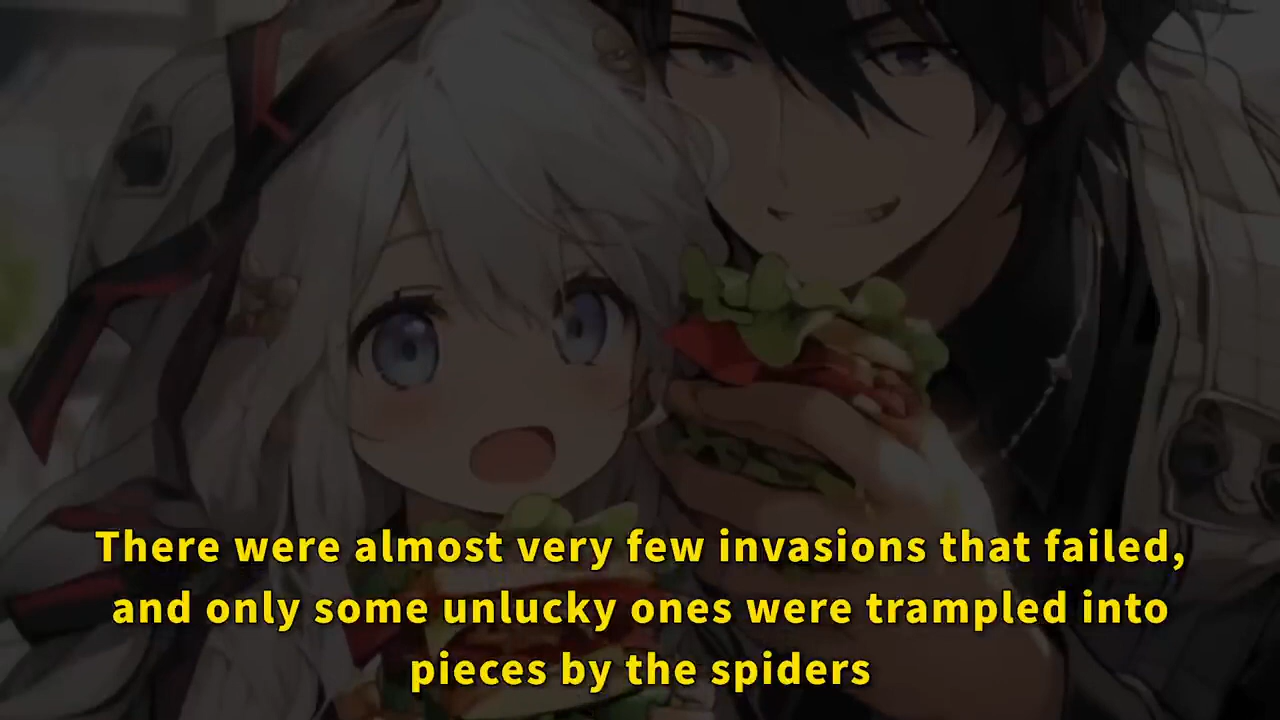 There were almost very few invasions that failed,
and only some unlucky ones were trampled into
pieces by the spiders